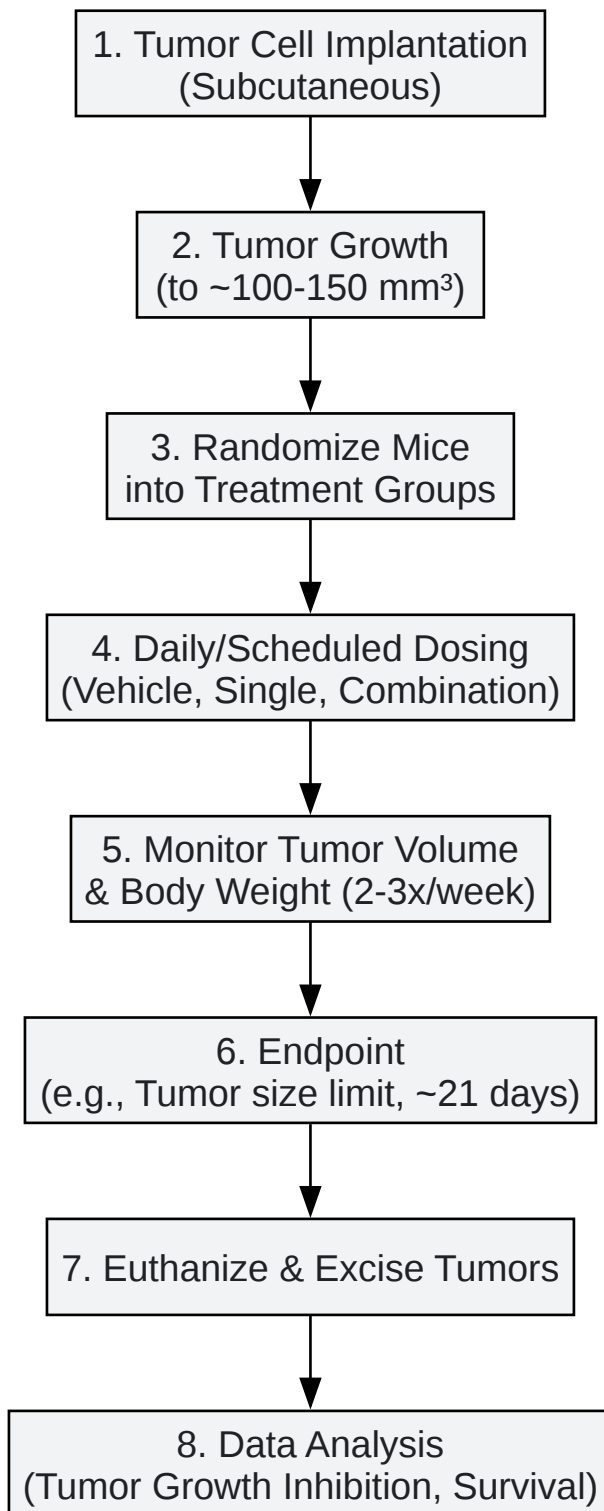 1. Tumor Cell Implantation
(Subcutaneous)
2. Tumor Growth
(to ~100-150 mm³)
3. Randomize Mice
into Treatment Groups
4. Daily/Scheduled Dosing
(Vehicle, Single, Combination)
5. Monitor Tumor Volume
& Body Weight (2-3x/week)
6. Endpoint
(e.g., Tumor size limit, ~21 days)
7. Euthanize & Excise Tumors
8. Data Analysis
(Tumor Growth Inhibition, Survival)